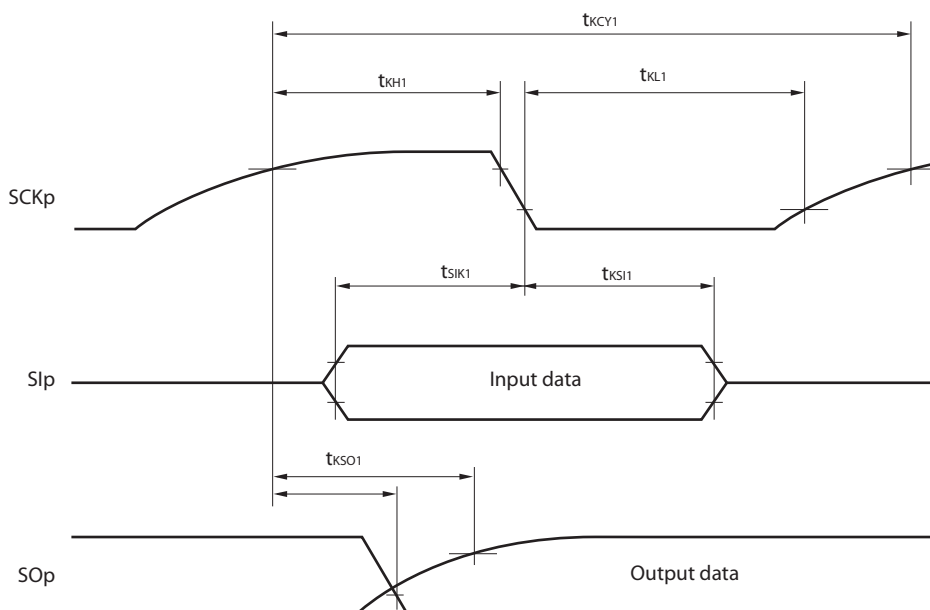 tKCY1
tKH1
tKL1
SCKp
tSIK1
tKSI1
SIp
Input data
tKSO1
SOp
Output data